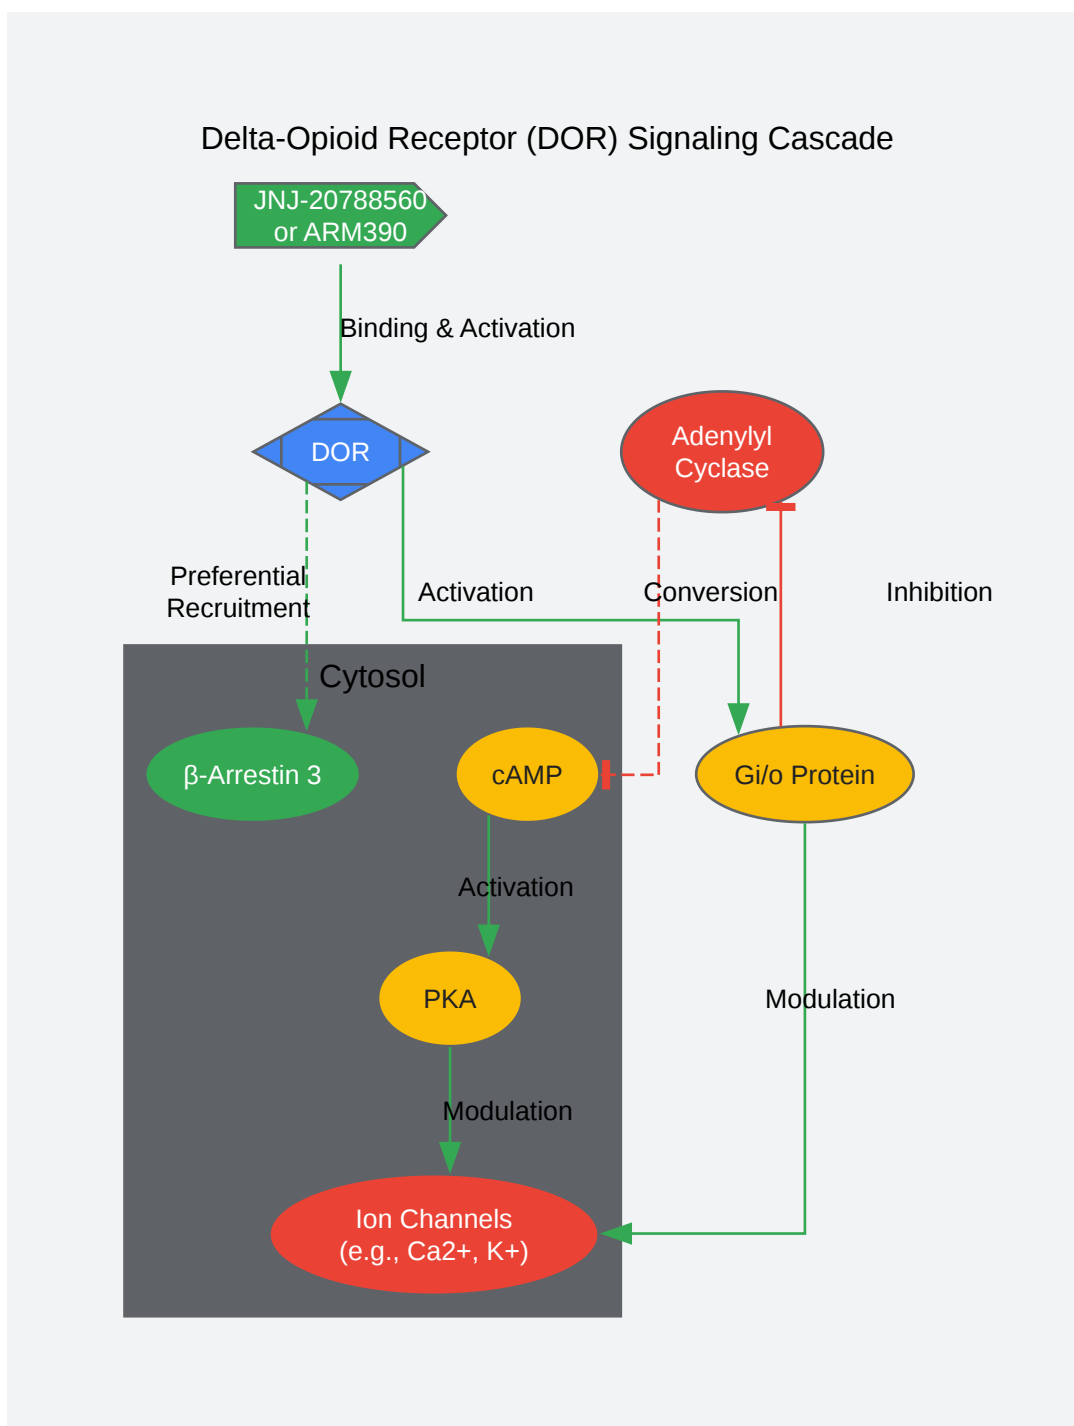 Delta-Opioid Receptor (DOR) Signaling Cascade
JNJ-20788560
or ARM390
Binding & Activation
DOR
Adenylyl
Cyclase
Preferential
Recruitment
Activation
Conversion
Inhibition
Cytosol
β-Arrestin 3
cAMP
Gi/o Protein
Activation
PKA
Modulation
Modulation
Ion Channels
(e.g., Ca2+, K+)